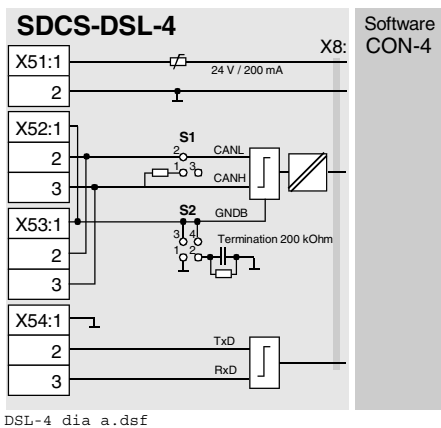 SDCS-DSL-4
Software
CON-4
X8:
X51:1
24 V / 200 mA
2
X52:1
S1
2
2
CANL
1
3
3
CANH
S2
GNDB
X53:1
3
4
Termination 200 kOhm
2
1
2
3
X54:1
2
TxD
3
RxD
DSL-4 dia a.dsf